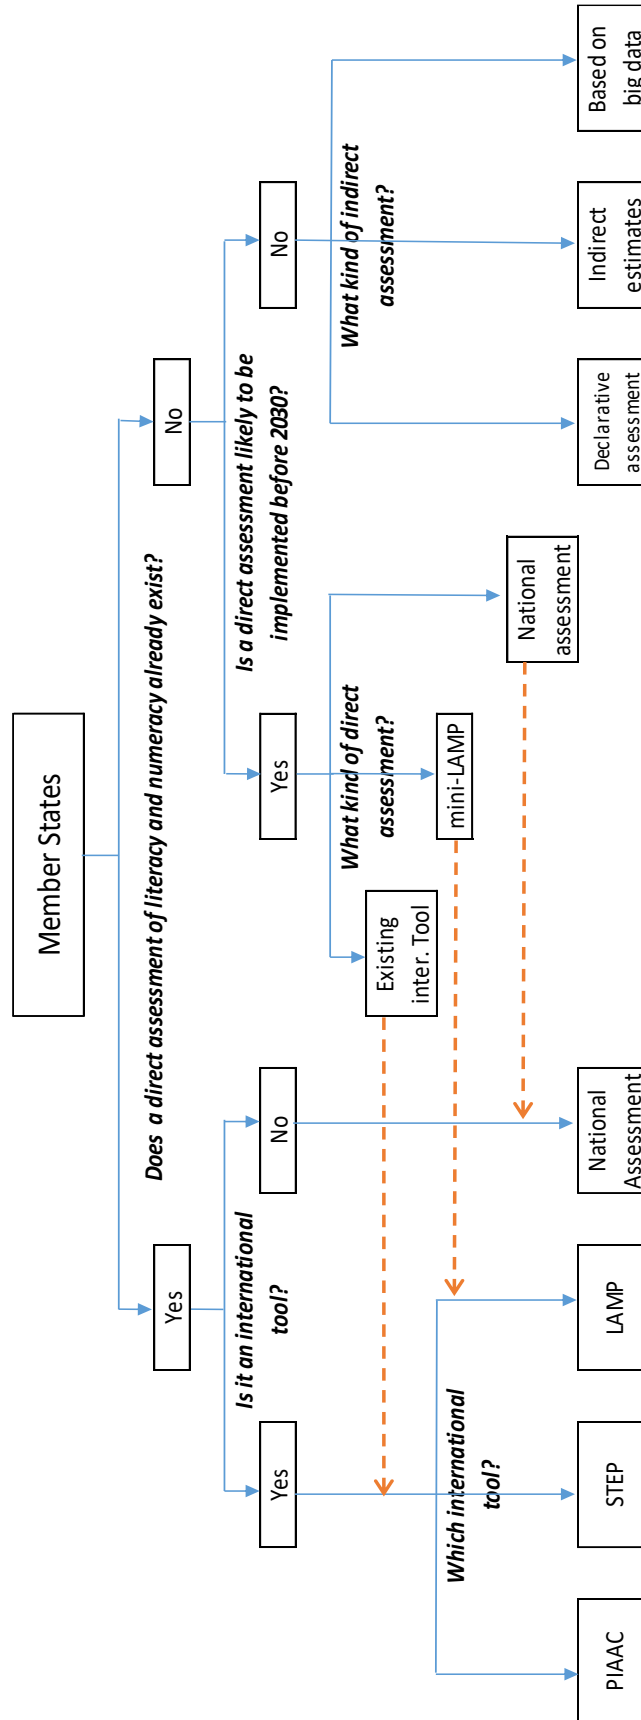 Member States
Does a direct assessment of literacy and numeracy already exist?
Yes
No
Is it an international
tool?
Is a direct assessment likely to be
implemented before 2030?
Yes
No
Yes
No
Which international
tool?
What kind of direct
assessment?
What kind of indirect
assessment?
Existing
inter. Tool
mini-LAMP
National
assessment
PIAAC
STEP
LAMP
National
Assessment
Declarative
assessment
Indirect
estimates
Based on
big data